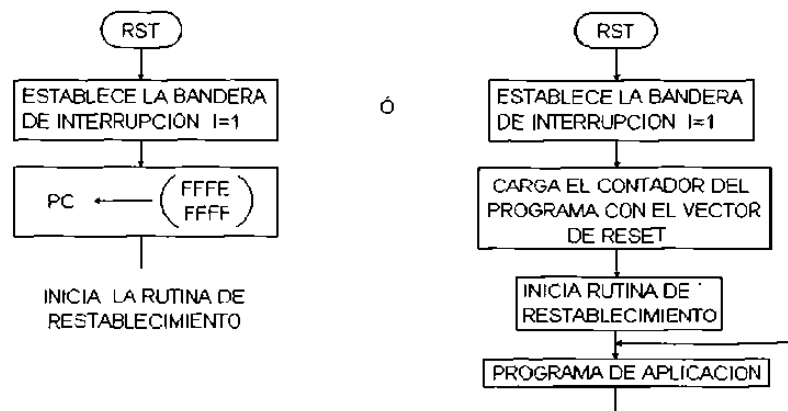 RST
ESTABLECE LA BANDERA
DE INTERRUPCION I=1
PC
FFFE
FFFF
INICIA LA RUTINA DE
RESTABLECIMIENTO
Ó
RST
ESTABLECE LA BANDERA
DE INTERRUPCION I=1
CARGA EL CONTADOR DEL
PROGRAMA CON EL VECTOR
DE RESET
INICIA RUTINA DE
RESTABLECIMIENTO
PROGRAMA DE APLICACION